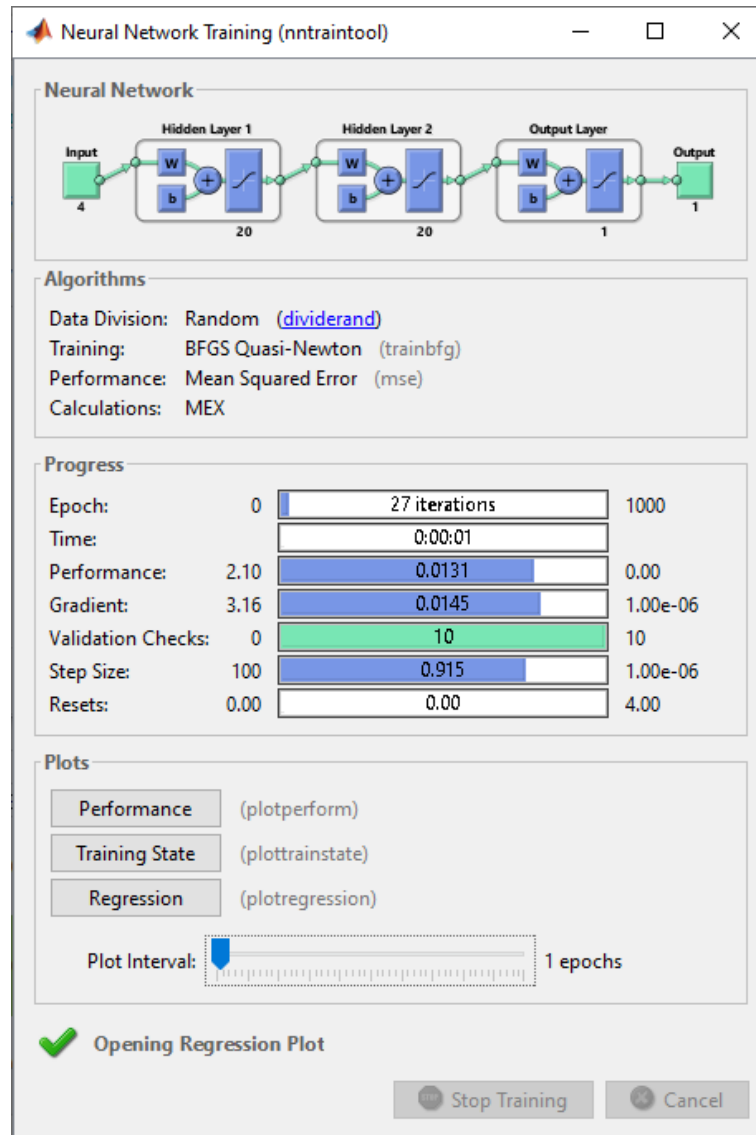 Neural Network Training (nntraintool)
Neural Network
Hidden Layer 1 Hidden Layer 2 Output Layer
Input Output
W W W
b b b
4 20 20 1 1
Algorithms
Data Division: Random (dividerand)
Training: BFGS Quasi-Newton (trainbfg)
Performance: Mean Squared Error (mse)
Calculations: MEX
Progress
Epoch: 0 27 iterations 1000
Time: 0:00:01
Performance: 2.10 0.0131 0.00
Gradient: 3.16 0.0145 1.00e-06
Validation Checks: 0 10 10
Step Size: 100 0.915 1.00e-06
Resets: 0.00 0.00 4.00
Plots
Performance (plotperform)
Training State (plottrainstate)
Regression (plotregression)
Plot Interval: 1 epochs
Opening Regression Plot
STOP Stop Training Cancel